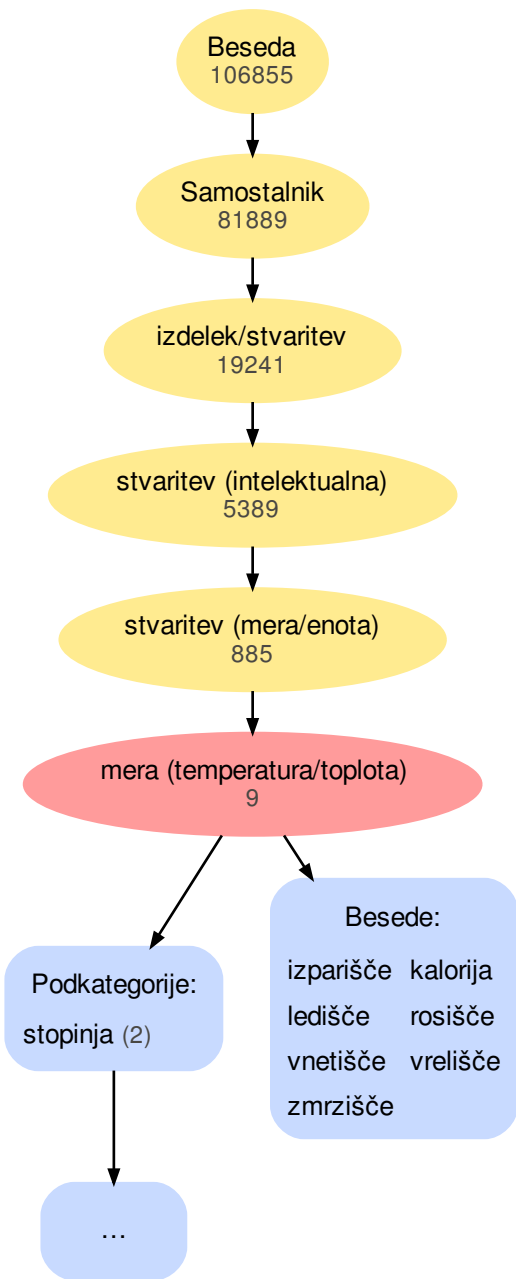 Beseda
106855
Samostalnik
81889
izdelek/stvaritev
19241
stvaritev (intelektualna)
5389
stvaritev (mera/enota)
885
mera (temperatura/toplota)
9
Podkategorije:
stopinja (2)
…
Besede:
izparišče kalorija
ledišče rosišče
vnetišče vrelišče
zmrzišče